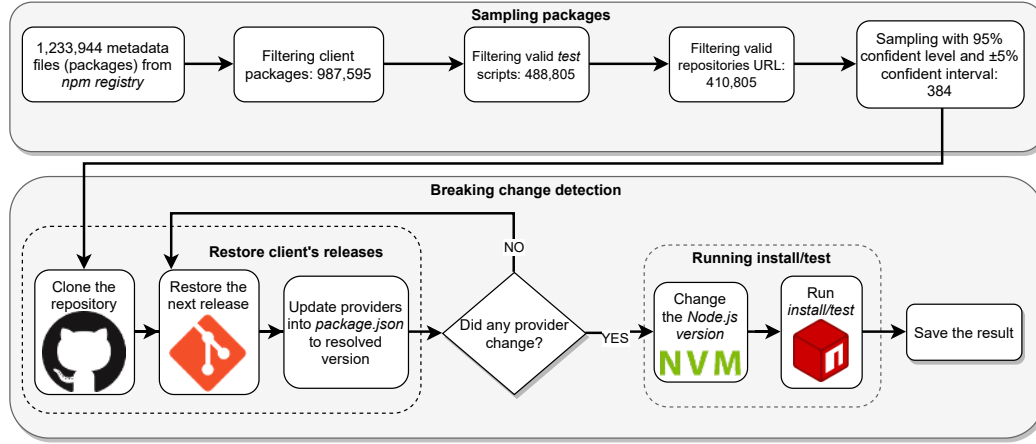 Sampling packages
1,233,944 metadata
files (packages) from
npm registry
Filtering client
packages: 987,595
Filtering valid test
scripts: 488,805
Filtering valid
repositories URL:
410,805
Sampling with 95%
confident level and ±5%
confident interval:
384
Breaking change detection
Restore client's releases
Clone the
repository
Restore the
next release
Update providers
into package.json
to resolved
version
NO
Did any provider
change?
YES
Running install/test
Change
the Node.js
version
NVM
Run
install/test
Save the result